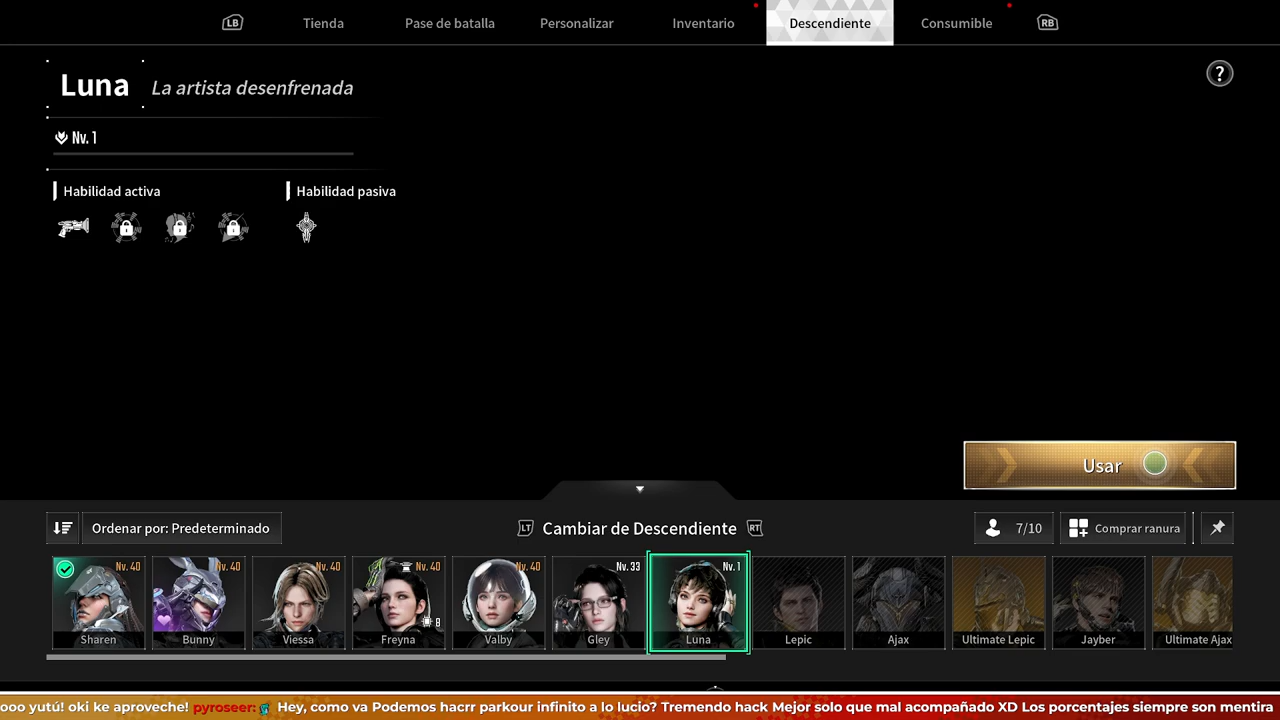 LB Tienda Pase de batalla Personalizar Inventario Descendiente Consumible RB
Luna La artista desenfrenada
?
Nv. 1
Habilidad activa Habilidad pasiva
Usar
Ordenar por: Predeterminado LT Cambiar de Descendiente RT 7/10 Comprar ranura
Nv. 40 Nv. 40 Nv. 40 Nv. 40 Nv. 40 Nv. 33 Nv. 1
8
Sharen Bunny Viessa Freyna Valby Gley Luna Lepic Ajax Ultimate Lepic Jayber Ultimate Ajax
ooo yutú! oki ke aproveche! pyroseer: Hey, como va Podemos hacrr parkour infinito a lo lucio? Tremendo hack Mejor solo que mal acompañado XD Los porcentajes siempre son mentira